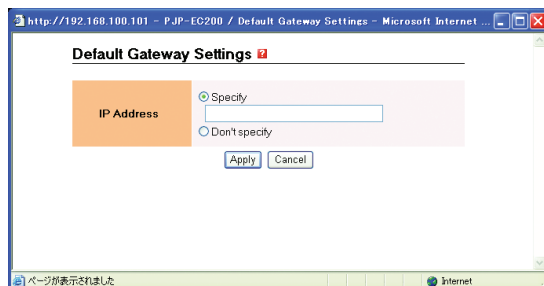 http://192.168.100.101 - PJP-EC200 / Default Gateway Settings - Microsoft Internet ...
Default Gateway Settings ?
IP Address
Specify
Don't specify
Apply Cancel
ページが表示されました
Internet